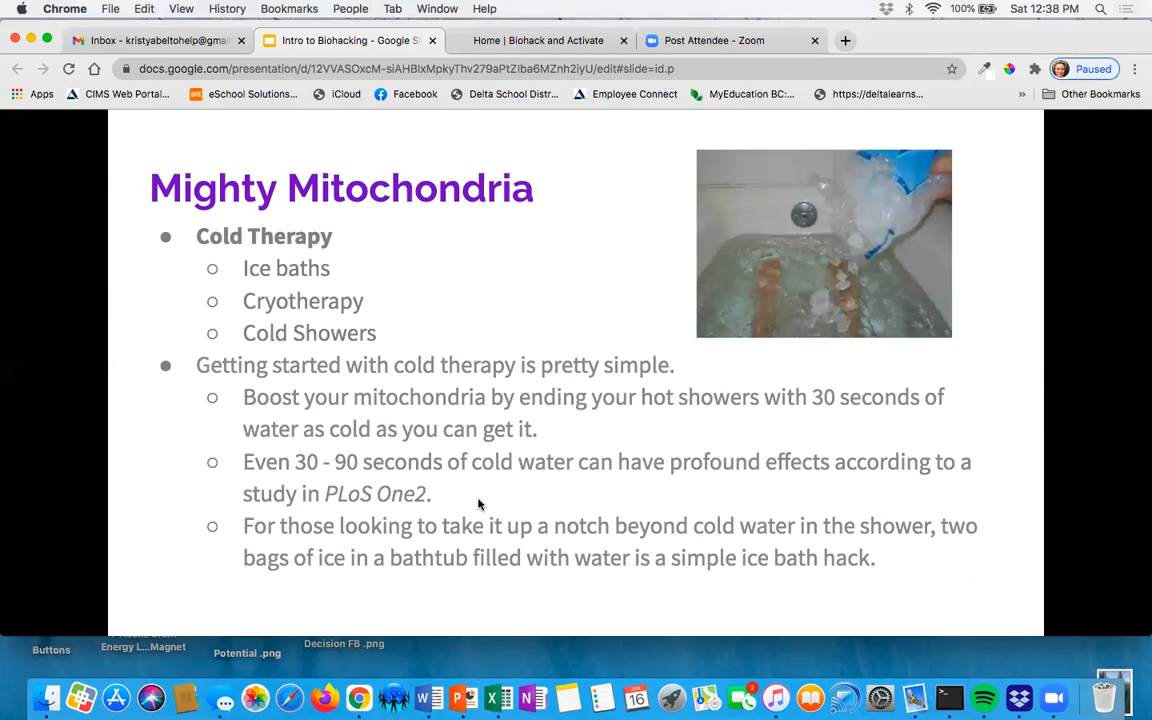 Chrome File Edit View History Bookmarks People Tab Window Help 100% Sat 12:38 PM
Inbox - kristyabeltohelp@gmai Intro to Biohacking - Google Sl Home | Biohack and Activate Post Attendee - Zoom
docs.google.com/presentation/d/12VVASOxcM-siAHBIxMpkyThv279aPtZIba6MZnh2iyU/edit#slide=id.p Paused
Apps CIMS Web Portal... SFE eSchool Solutions... iCloud Facebook Delta School Distr... Employee Connect MyEducation BC:... https://deltalearns... » Other Bookmarks
Mighty Mitochondria
Cold Therapy
Ice baths
Cryotherapy
Cold Showers
Getting started with cold therapy is pretty simple.
Boost your mitochondria by ending your hot showers with 30 seconds of
water as cold as you can get it.
Even 30 - 90 seconds of cold water can have profound effects according to a
study in PLoS One2.
For those looking to take it up a notch beyond cold water in the shower, two
bags of ice in a bathtub filled with water is a simple ice bath hack.
Buttons Energy L...Magnet Potential .png Decision FB .png
JAN 16 2